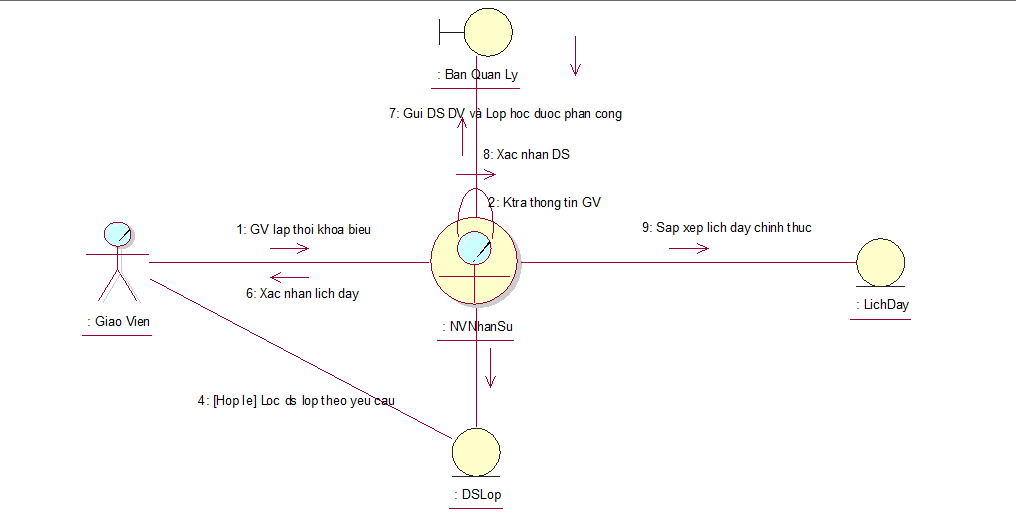 : Ban Quan Ly
7: Gui DS DV và Lop hoc duoc phan cong
8: Xac nhan DS
2: Ktra thong tin GV
1: GV lap thoi khoa bieu
9: Sap xep lich day chinh thuc
6: Xac nhan lich day
: Giao Vien
: NVNhanSu
: LichDay
4: [Hop le] Loc ds lop theo yeu cau
: DSLop